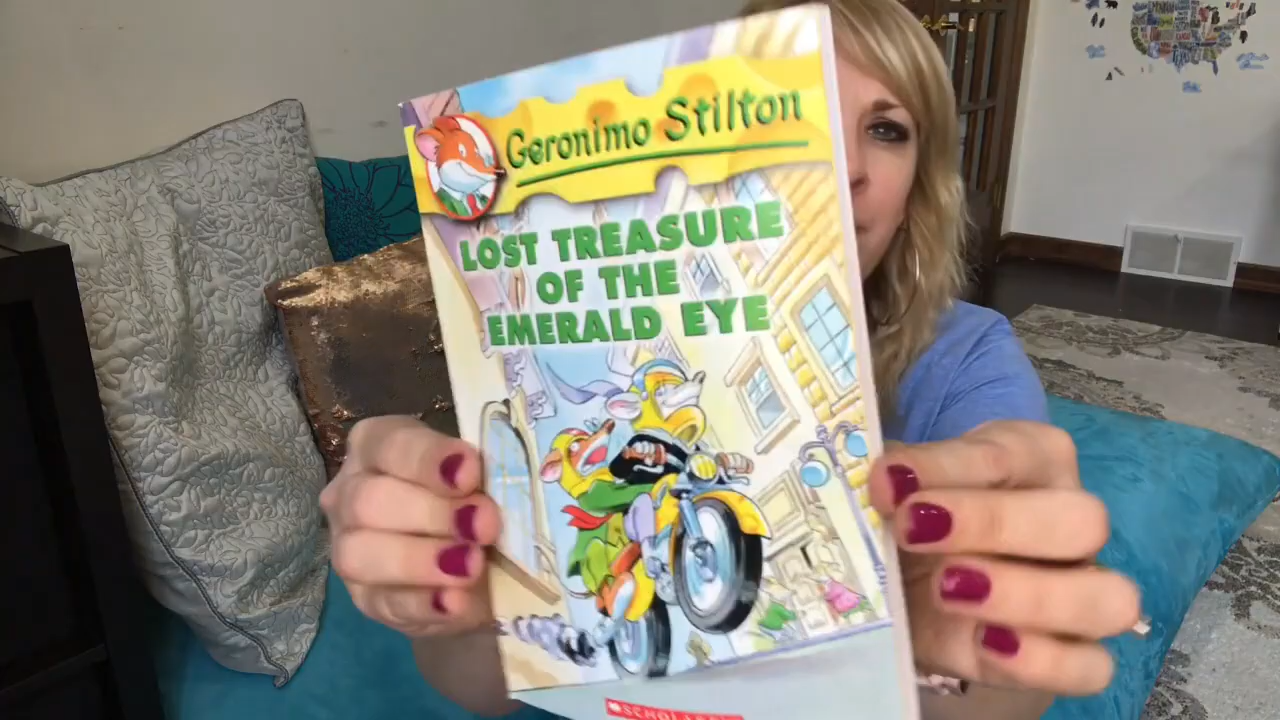 Geronimo Stilton
LOST TREASURE
OF THE
EMERALD EYE
SCHOLASTIC